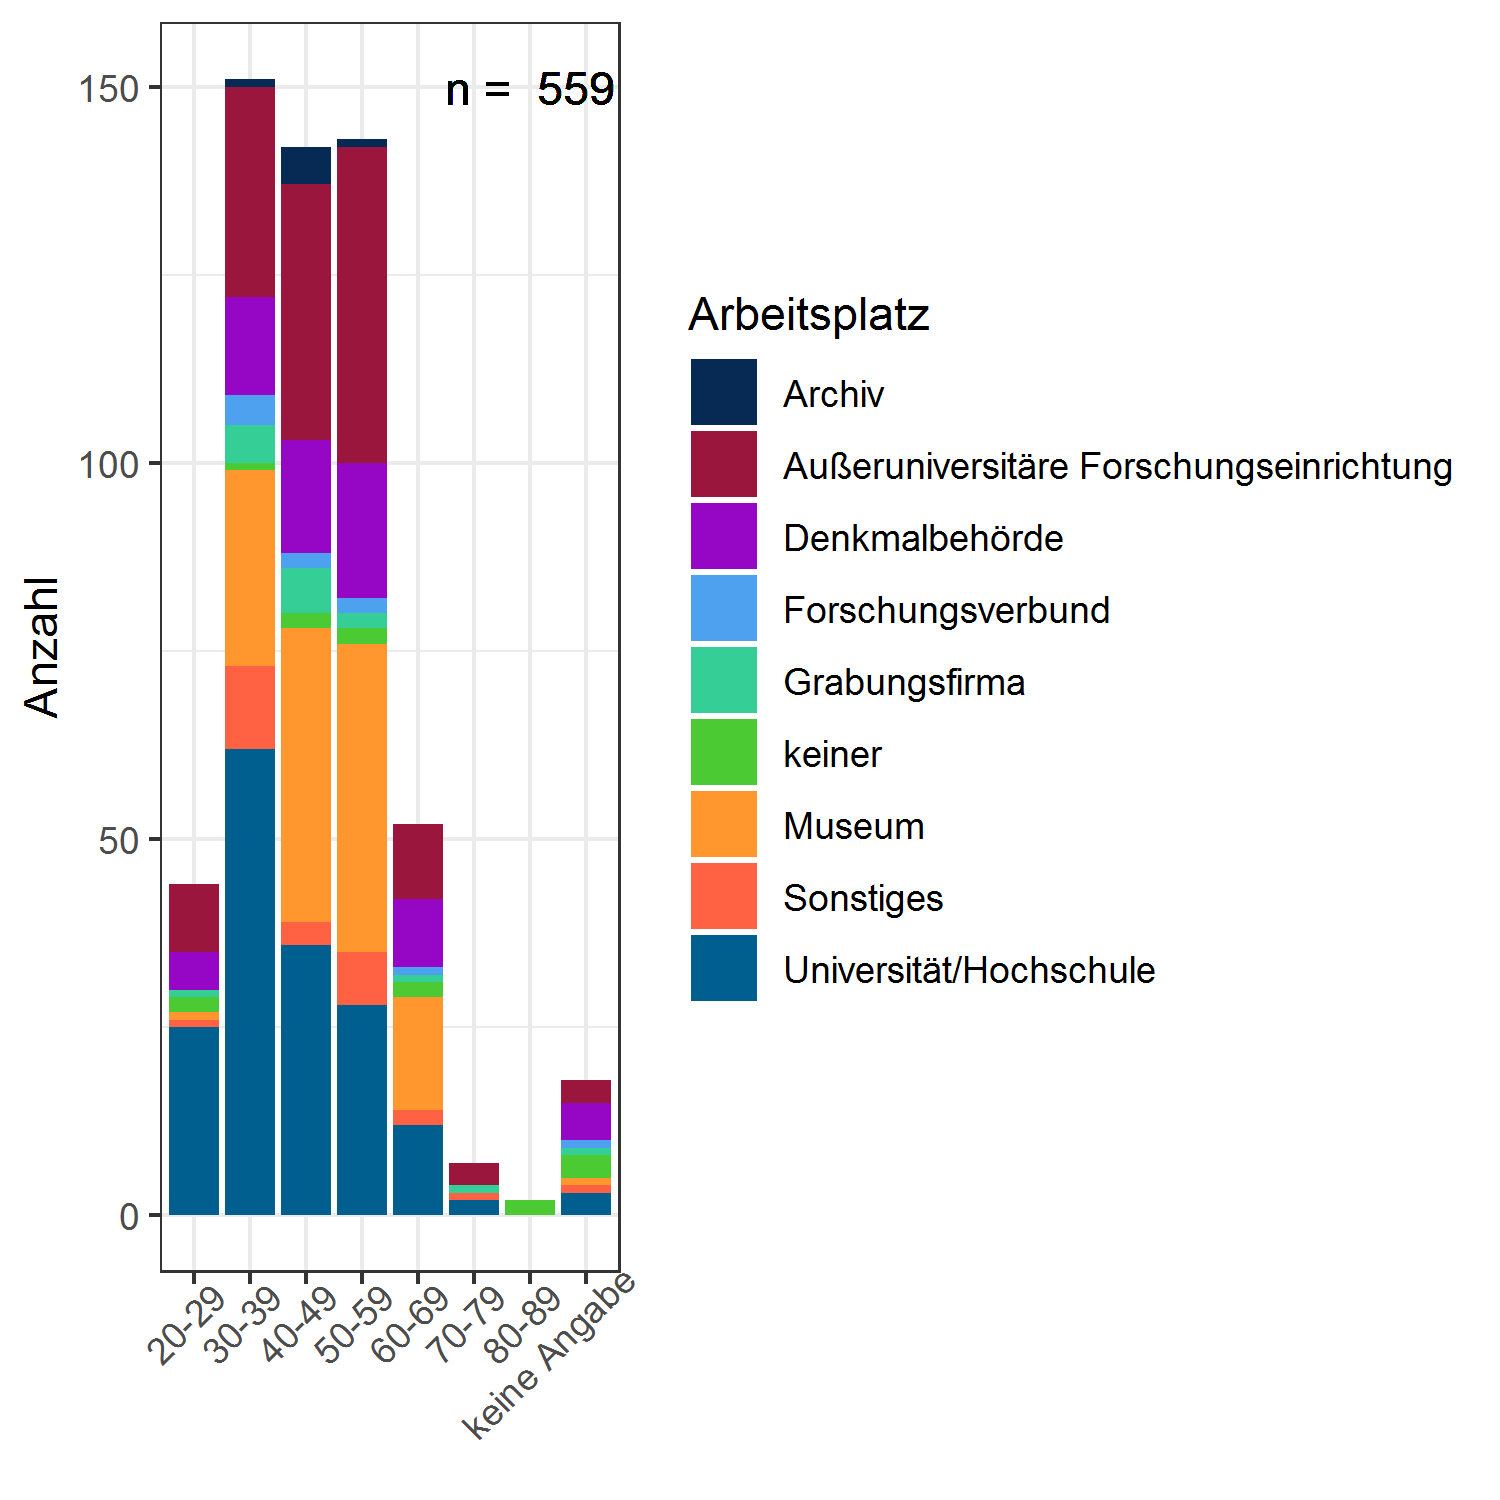 n = 559
150
100
50
0
Anzahl
20-29
30-39
40-49
50-59
60-69
70-79
80-89
keine Angabe
Arbeitsplatz
Archiv
Außeruniversitäre Forschungseinrichtung
Denkmalbehörde
Forschungsverbund
Grabungsfirma
keiner
Museum
Sonstiges
Universität/Hochschule